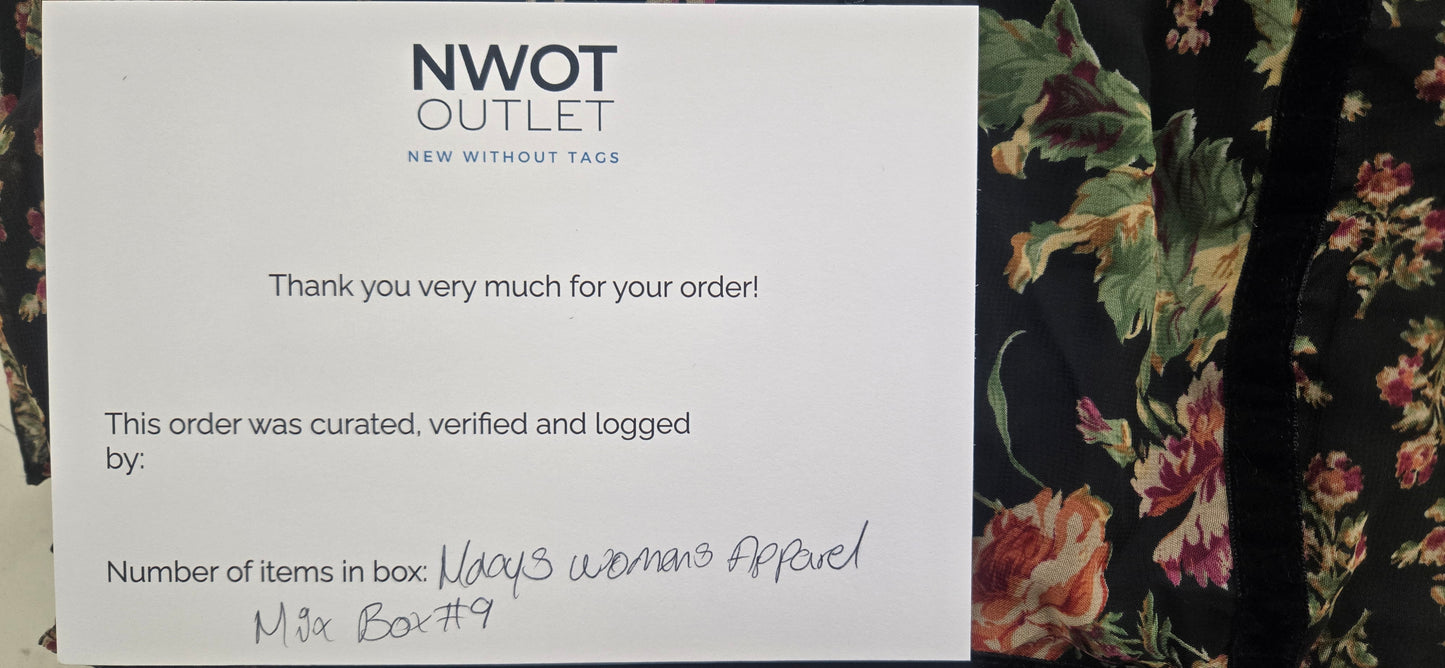 NWOT
OUTLET
NEW WITHOUT TAGS
Thank you very much for your order!
This order was curated, verified and logged
by:
Number of items in box: Macys womans Apparel
Mix Box #9